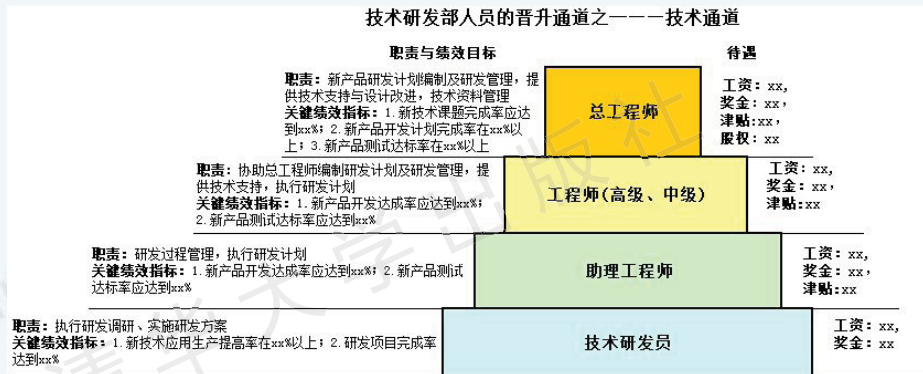 技术研发部人员的晋升通道之————技术通道
职责与绩效目标
待遇
职责：新产品研发计划编制及研发管理，提
供技术支持与设计改进，技术资料管理
关键绩效指标：1.新技术课题完成率应达
到xx%；2.新产品开发计划完成率在xx%以
上；3.新产品测试达标率在xx%以上
总工程师
工资：xx,
奖金：xx，
津贴:xx，
股权：xx
职责：协助总工程师编制研发计划及研发管理，提
供技术支持，执行研发计划
关键绩效指标：1.新产品开发达成率应达到xx%；
2.新产品测试达标率应达到xx%
工程师(高级、中级)
工资：xx,
奖金：xx，
津贴:xx
职责：研发过程管理，执行研发计划
关键绩效指标：1.新产品开发达成率应达到xx%；2.新产品测试
达标率应达到xx%
助理工程师
工资：xx,
奖金：xx，
津贴:xx
职责：执行研发调研、实施研发方案
关键绩效指标：1.新技术应用生产提高率在xx%以上；2.研发项目完成率
达到xx%
技术研发员
工资：xx,
奖金：xx
清华大学出版社